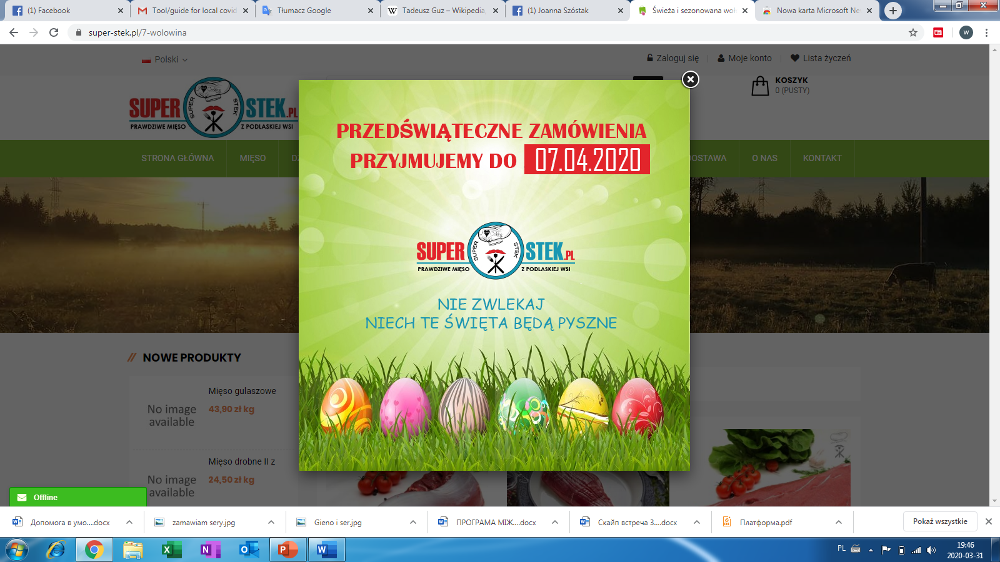 (1) Facebook
Tool/guide for local covid
Tłumacz Google
Tadeusz Guz – Wikipedia,
(1) Joanna Szóstak
Świeża i sezonowana woł
Nowa karta Microsoft Ne
super-stek.pl/7-wolowina
W
Polski
Zaloguj się
Moje konto
Lista życzeń
KOSZYK
0 (PUSTY)
SUPER STEK.PL
SUPER STEK
PRAWDZIWE MIĘSO Z PODLASKIEJ WSI
STRONA GŁÓWNA
MIĘSO
DOSTAWA
O NAS
KONTAKT
PRZEDŚWIĄTECZNE ZAMÓWIENIA
PRZYJMUJEMY DO 07.04.2020
SUPER STEK.PL
SUPER STEK
PRAWDZIWE MIĘSO Z PODLASKIEJ WSI
NIE ZWLEKAJ
NIECH TE ŚWIĘTA BĘDĄ PYSZNE
// NOWE PRODUKTY
No image
available
Mięso gulaszowe
43,90 zł kg
No image
available
Mięso drobne II z
24,50 zł kg
Offline
Допомога в умо....docx
zamawiam sery.jpg
Gieno i ser.jpg
ПРОГРАМА МІЖ....docx
Скайп встреча 3....docx
Платформа.pdf
Pokaż wszystkie
PL
19:46
2020-03-31